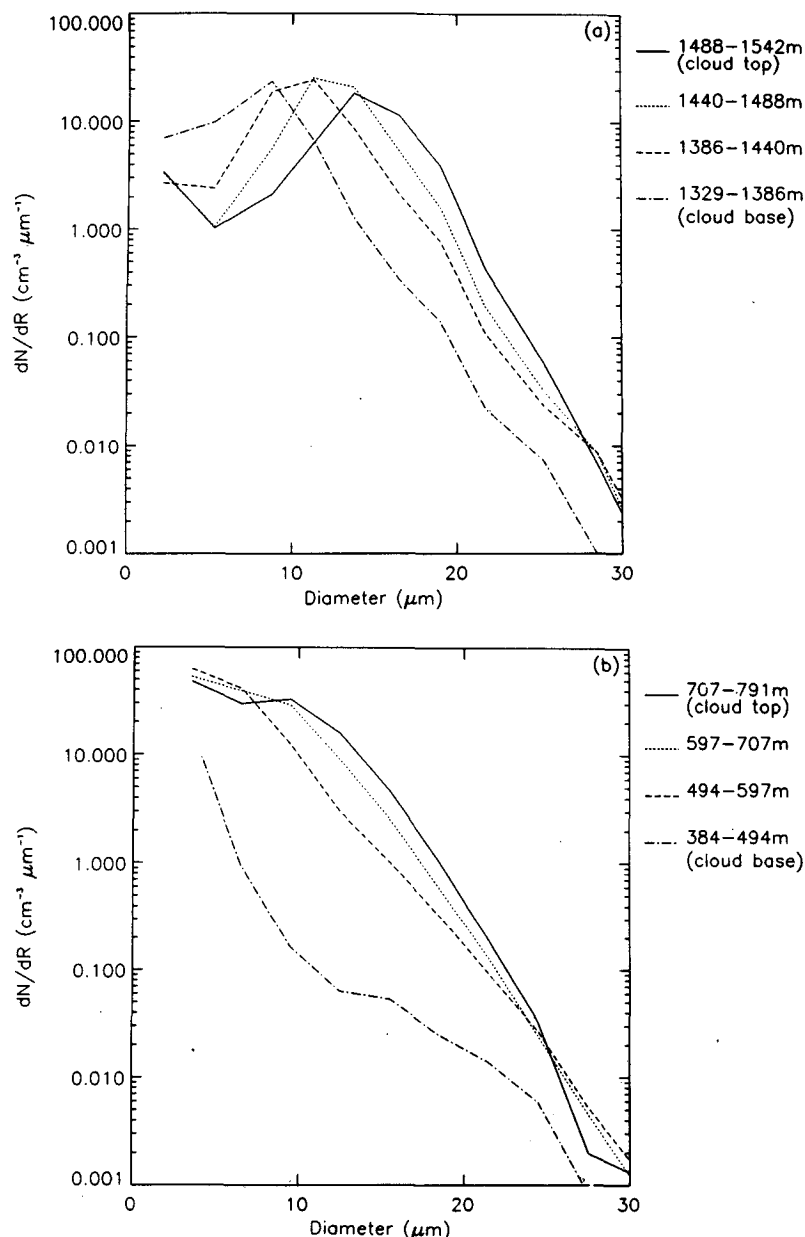 (a)
100.000
10.000
1.000
0.100
0.010
0.001
dN/dR (cm⁻³ μm⁻¹)
0
10
20
30
Diameter (μm)
1488–1542m
(cloud top)
1440–1488m
1386–1440m
1329–1386m
(cloud base)
(b)
100.000
10.000
1.000
0.100
0.010
0.001
dN/dR (cm⁻³ μm⁻¹)
0
10
20
30
Diameter (μm)
707–791m
(cloud top)
597–707m
494–597m
384–494m
(cloud base)